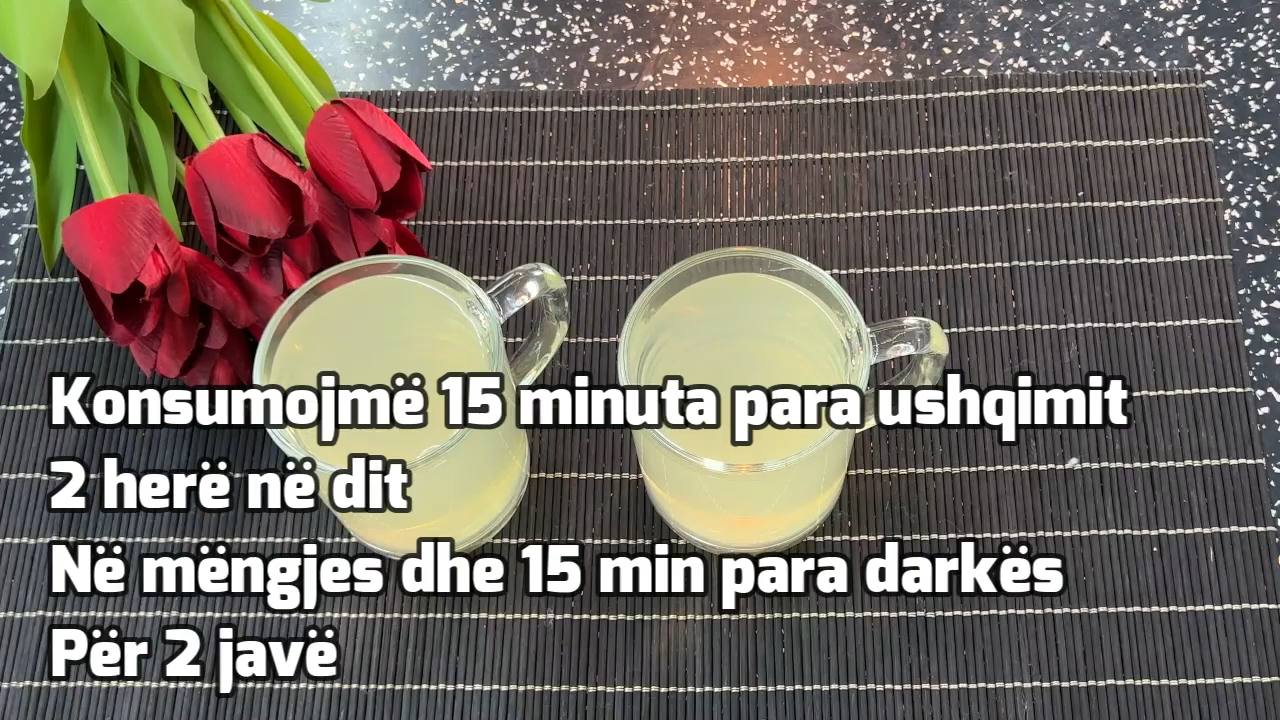 Konsumojmë 15 minuta para ushqimit
2 herë në dit
Në mëngjes dhe 15 min para darkës
Për 2 javë